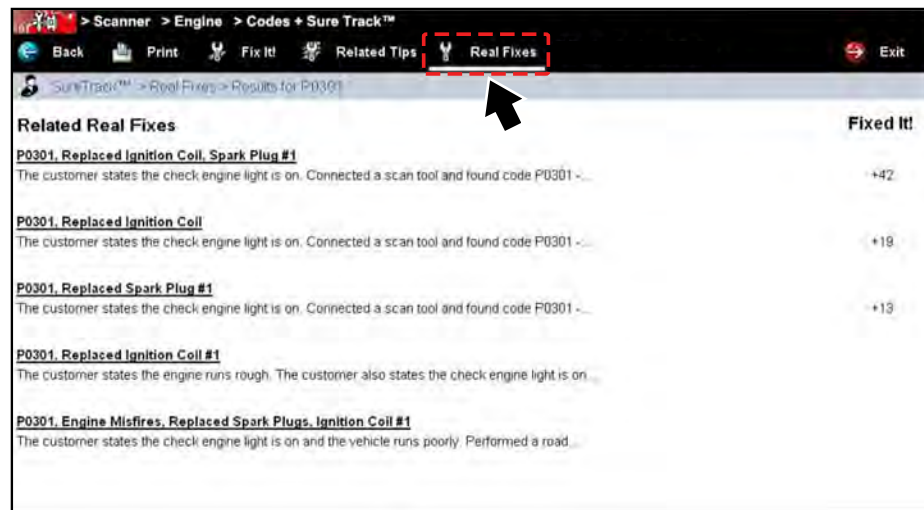 > Scanner > Engine > Codes + Sure Track™
Back Print Fix It! Related Tips Real Fixes Exit
SureTrack™ > Real Fixes > Results for P0301
Related Real Fixes Fixed It!
P0301, Replaced Ignition Coil, Spark Plug #1
The customer states the check engine light is on. Connected a scan tool and found code P0301 -... +42
P0301, Replaced Ignition Coil
The customer states the check engine light is on. Connected a scan tool and found code P0301 -... +19
P0301, Replaced Spark Plug #1
The customer states the check engine light is on. Connected a scan tool and found code P0301 -... +13
P0301, Replaced Ignition Coil #1
The customer states the engine runs rough. The customer also states the check engine light is on...
P0301, Engine Misfires, Replaced Spark Plugs, Ignition Coil #1
The customer states the check engine light is on and the vehicle runs poorly. Performed a road...